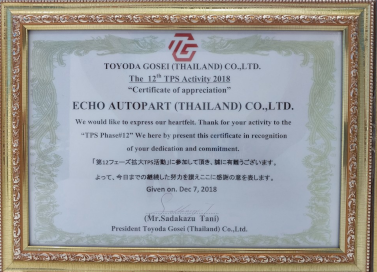 TOYODA GOSEI (THAILAND) CO.,LTD.
The 12th TPS Activity 2018
"Certificate of appreciation"
ECHO AUTOPART (THAILAND) CO.,LTD.
We would like to express our heartfelt. Thank for your activity to the
"TPS Phase#12" We here by present this certificate in recognition
of your dedication and commitment.
「第12フェーズ拡大TPS活動」に参加して頂き、誠に有難うございます。
よって、今日までの継続した努力を讃えここに感謝の意を表します。
Given on. Dec 7, 2018
(Mr.Sadakazu Tani)
President Toyoda Gosei (Thailand) Co.,Ltd.